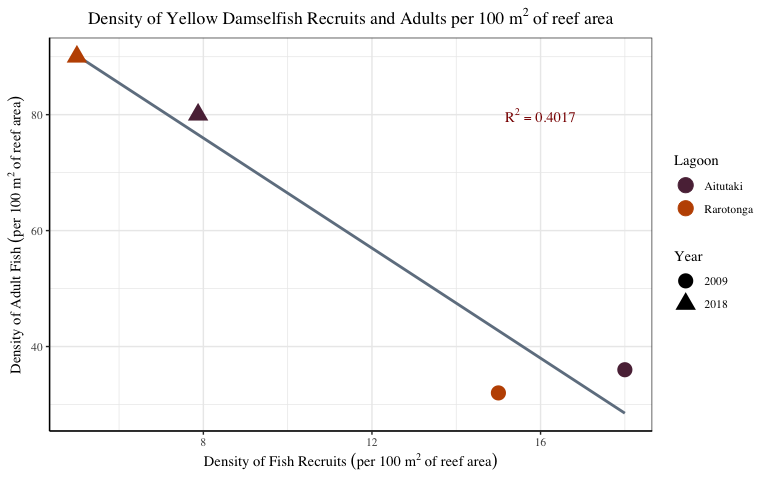 Density of Yellow Damselfish Recruits and Adults per 100 m² of reef area
Density of Adult Fish (per 100 m² of reef area)
80
60
40
R² = 0.4017
8
12
16
Density of Fish Recruits (per 100 m² of reef area)
Lagoon
Aitutaki
Rarotonga
Year
2009
2018